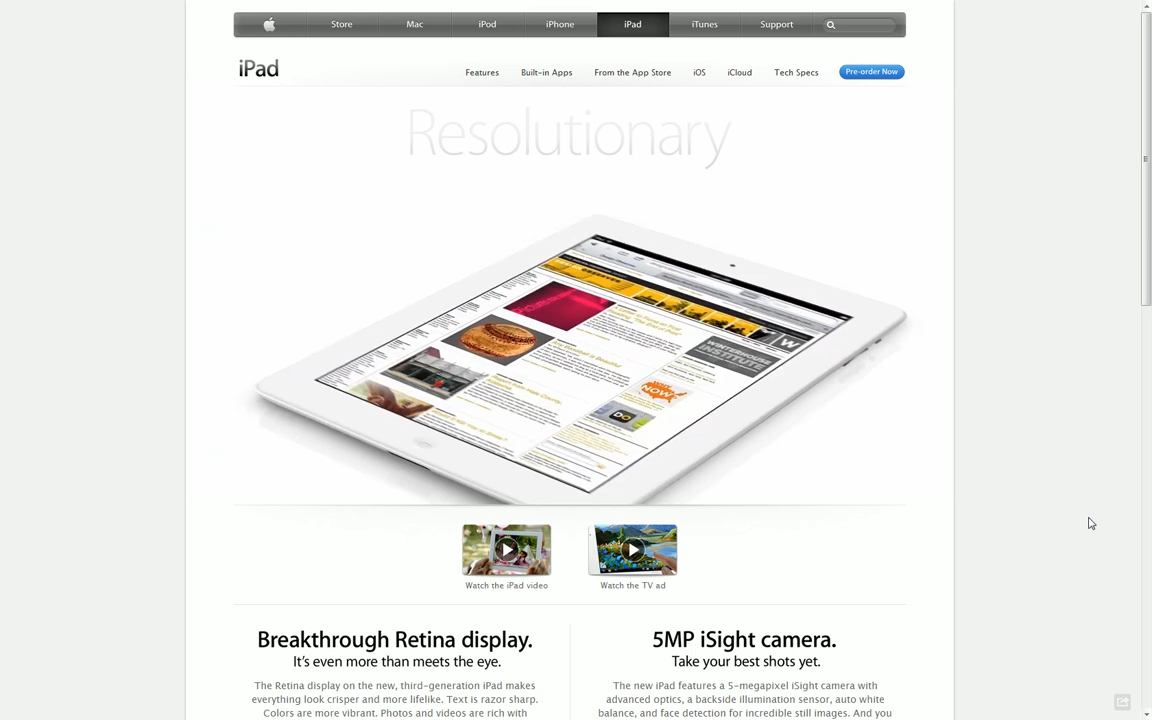 Store
Mac
iPod
iPhone
iPad
iTunes
Support
iPad
Features
Built-in Apps
From the App Store
iOS
iCloud
Tech Specs
Pre-order Now
Resolutionary
WINTERHOUSE
INSTITUTE
NOW
DO
Watch the iPad video
Watch the TV ad
Breakthrough Retina display.
It's even more than meets the eye.
The Retina display on the new, third-generation iPad makes
everything look crisper and more lifelike. Text is razor sharp.
Colors are more vibrant. Photos and videos are rich with
5MP iSight camera.
Take your best shots yet.
The new iPad features a 5-megapixel iSight camera with
advanced optics, a backside illumination sensor, auto white
balance, and face detection for incredible still images. And you